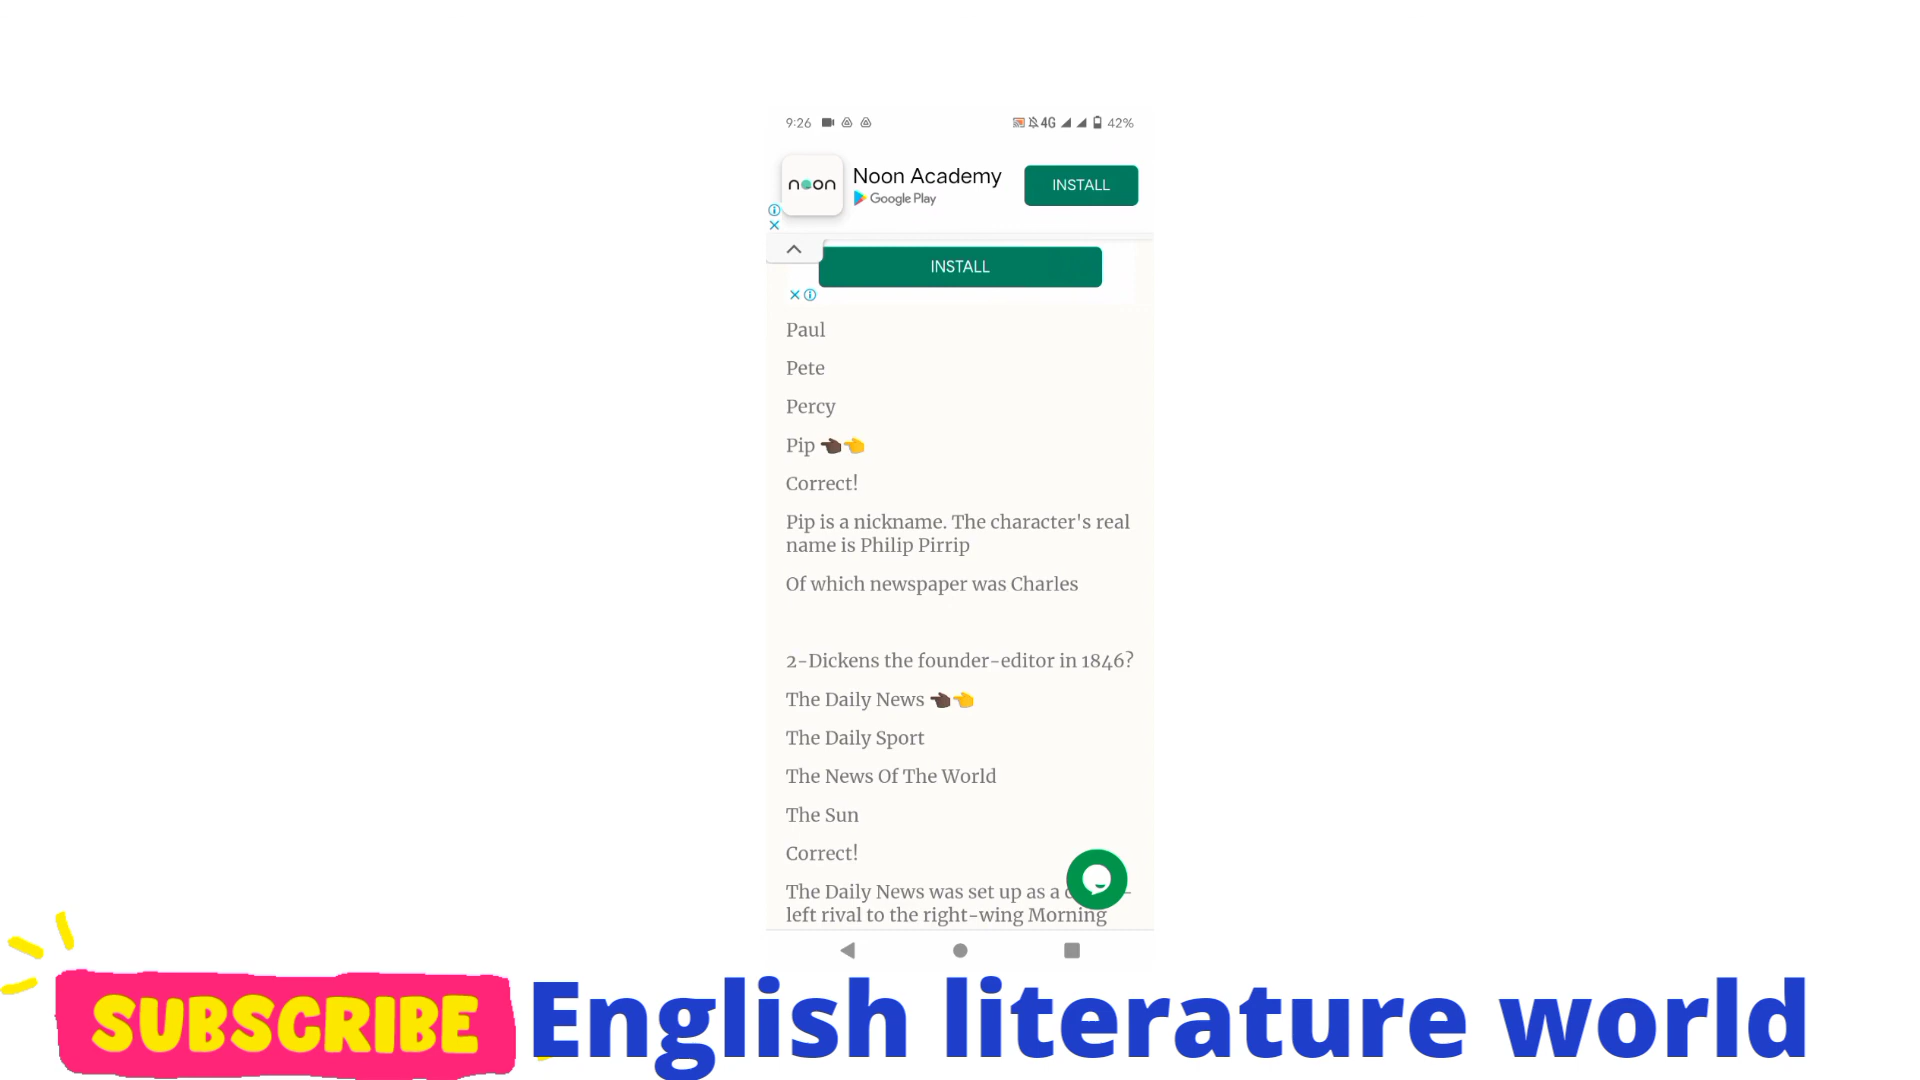 9:26 4G 42%
noon
Noon Academy
Google Play
INSTALL
INSTALL
Paul
Pete
Percy
Pip 👈🏿👈
Correct!
Pip is a nickname. The character's real
name is Philip Pirrip
Of which newspaper was Charles
2-Dickens the founder-editor in 1846?
The Daily News 👈🏿👈
The Daily Sport
The News Of The World
The Sun
Correct!
The Daily News was set up as a
left rival to the right-wing Morning
SUBSCRIBE
English literature world